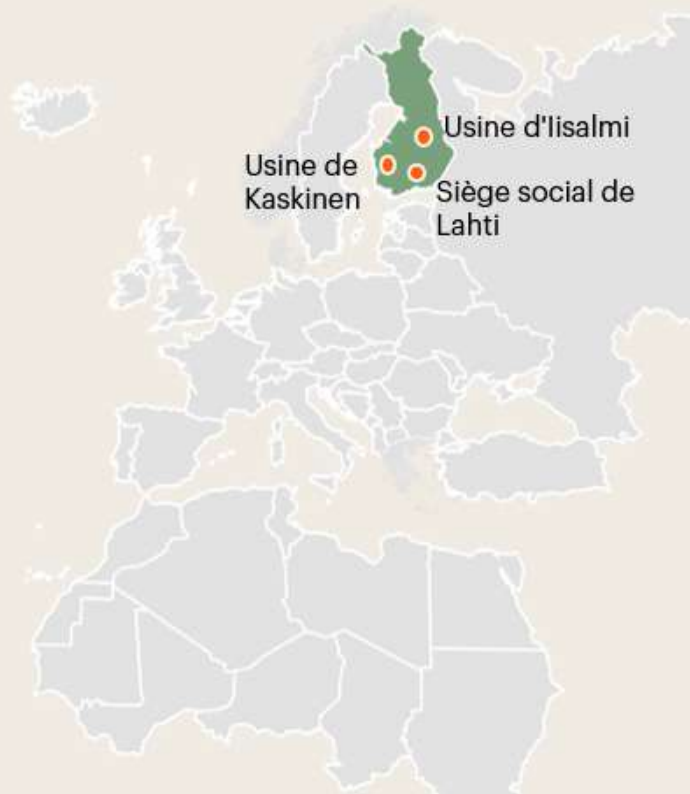 Usine d'Iisalmi
Usine de
Kaskinen
Siège social de
Lahti